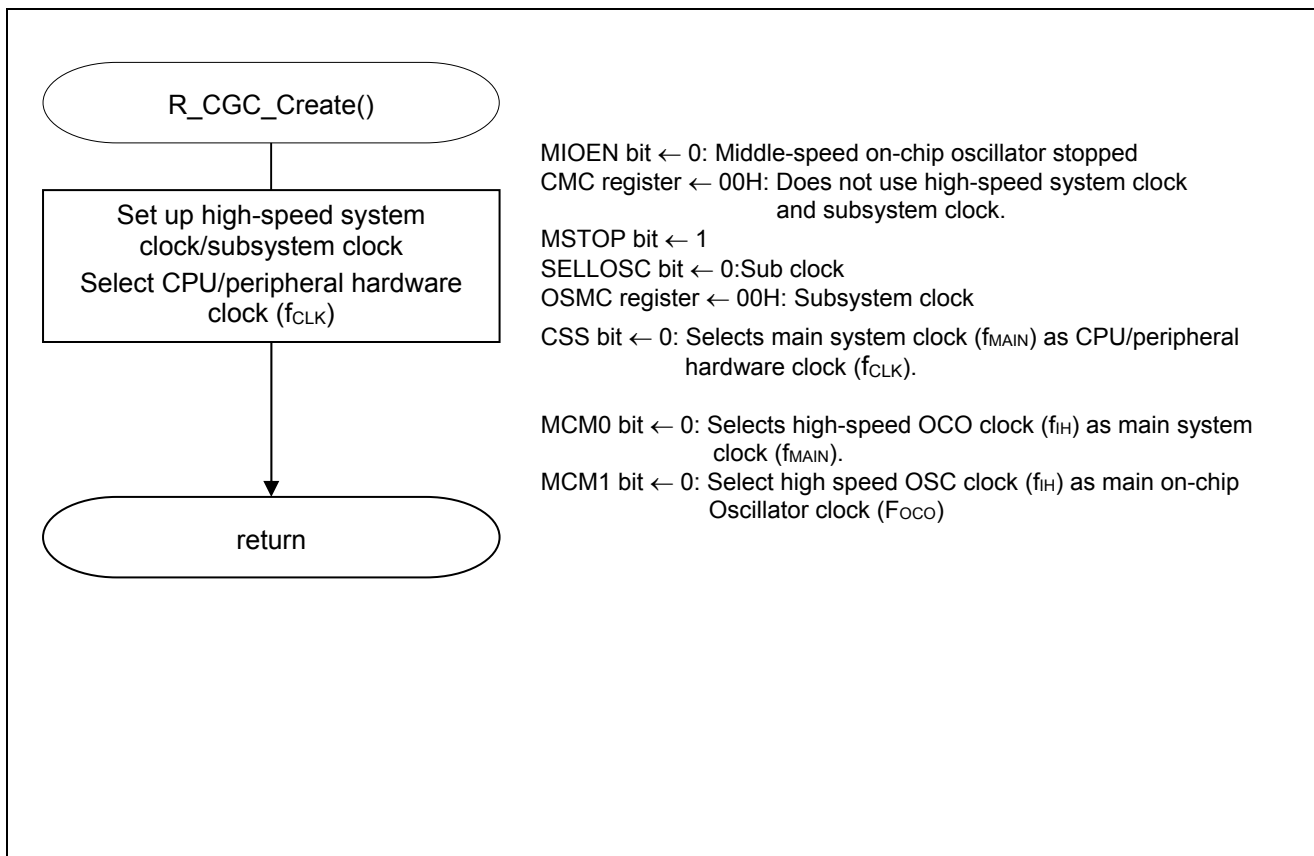 R_CGC_Create()
Set up high-speed system
clock/subsystem clock
Select CPU/peripheral hardware
clock (fCLK)
return
MIOEN bit ← 0: Middle-speed on-chip oscillator stopped
CMC register ← 00H: Does not use high-speed system clock
and subsystem clock.
MSTOP bit ← 1
SELLOSC bit ← 0:Sub clock
OSMC register ← 00H: Subsystem clock
CSS bit ← 0: Selects main system clock (fMAIN) as CPU/peripheral
hardware clock (fCLK).
MCM0 bit ← 0: Selects high-speed OCO clock (fIH) as main system
clock (fMAIN).
MCM1 bit ← 0: Select high speed OSC clock (fIH) as main on-chip
Oscillator clock (FOCO)